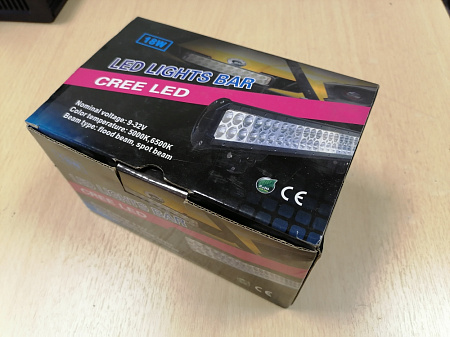 18W
LED LIGHTS BAR
CREE LED
Nominal voltage: 9-32V
Color temperature: 5000K,6500K
Beam type: flood beam, spot beam
CE